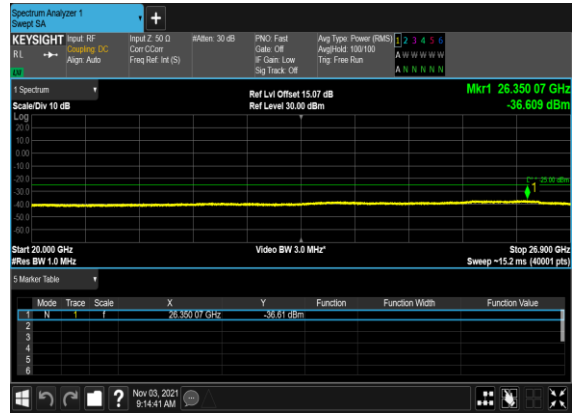 Spectrum Analyzer 1
Swept SA
+
KEYSIGHT Input: RF Input Z: 50 Ω #Atten: 30 dB PNO: Fast Avg Type: Power (RMS) 1 2 3 4 5 6
RL Coupling: DC Corr CCorr Gate: Off Avg|Hold: 100/100 A W W W W W
Align: Auto Freq Ref: Int (S) IF Gain: Low Trig: Free Run
Sig Track: Off A N N N N N
1 Spectrum Ref Lvl Offset 15.07 dB Mkr1 26.350 07 GHz
Scale/Div 10 dB Ref Level 30.00 dBm -36.609 dBm
Log
20.0
10.0
0.00
-10.0
-20.0
-25.00 dBm
1
-30.0
-40.0
-50.0
-60.0
Start 20.000 GHz Video BW 3.0 MHz* Stop 26.900 GHz
#Res BW 1.0 MHz Sweep ~15.2 ms (40001 pts)
5 Marker Table
Mode Trace Scale X Y Function Function Width Function Value
1 N 1 f 26.350 07 GHz -36.61 dBm
2
3
4
5
6
Nov 03, 2021
9:14:41 AM